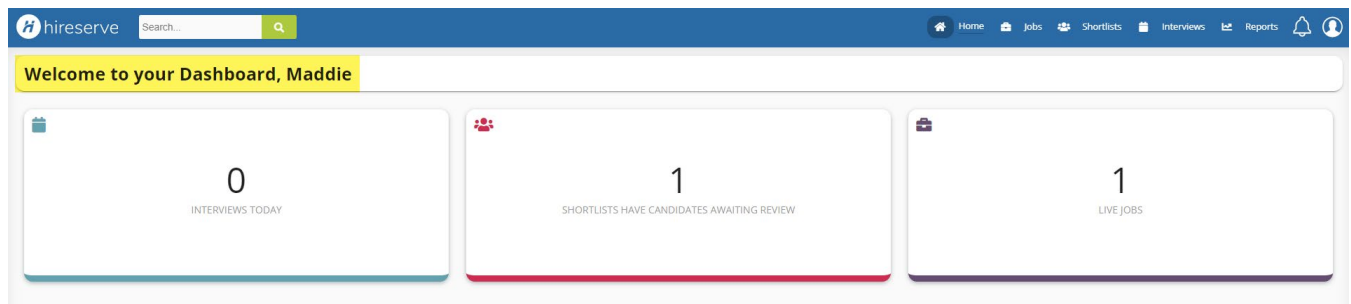 hireserve
Search...
Home Jobs Shortlists Interviews Reports
Welcome to your Dashboard, Maddie
0
INTERVIEWS TODAY
1
SHORTLISTS HAVE CANDIDATES AWAITING REVIEW
1
LIVE JOBS